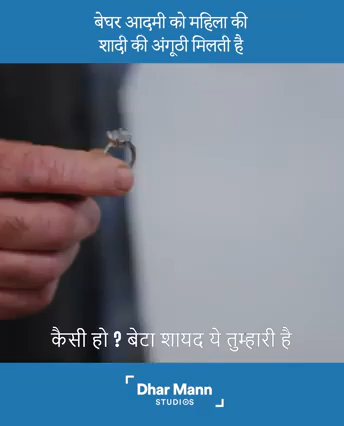 बेघर आदमी को महिला की
शादी की अंगूठी मिलती है
कैसी हो ? बेटा शायद ये तुम्हारी है
Dhar Mann
STUDIOS